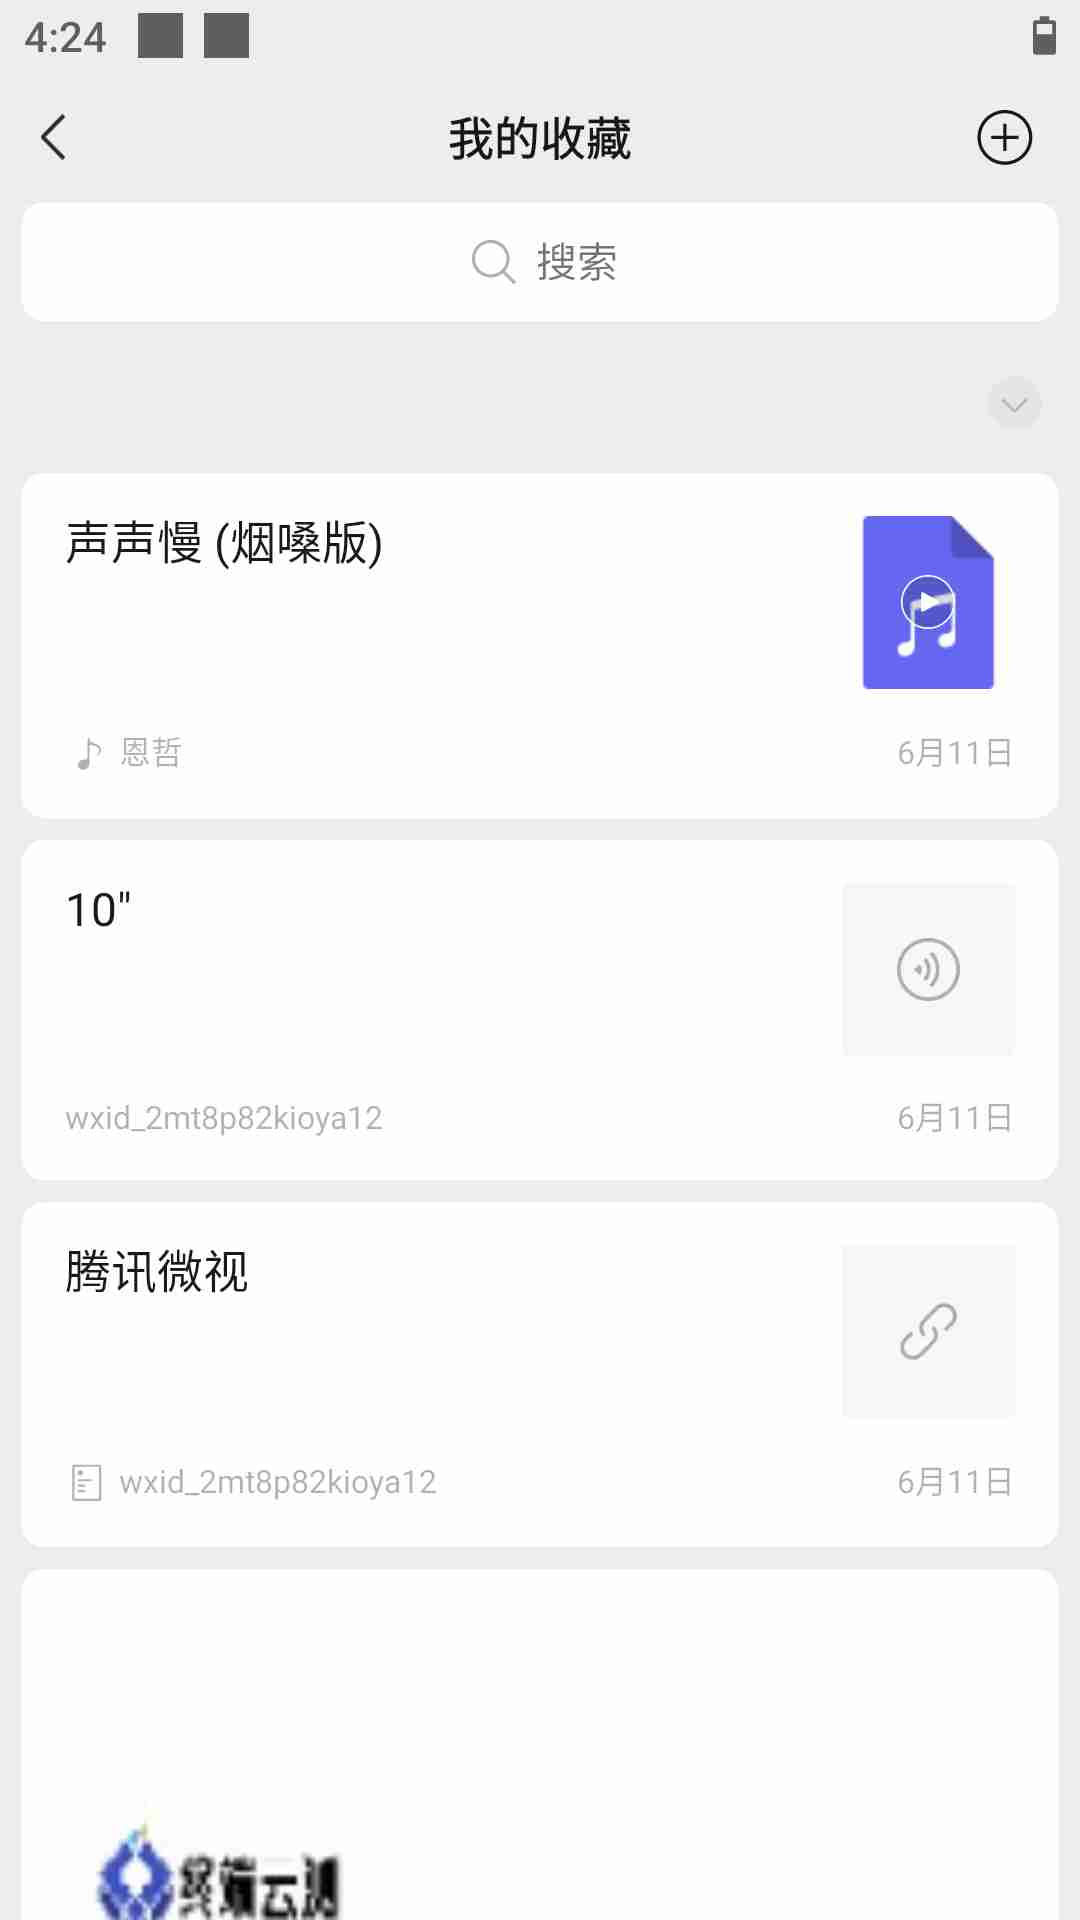 4:24
我的收藏
搜索
声声慢 (烟嗓版)
恩哲
6月11日
10"
wxid_2mt8p82kioya12
6月11日
腾讯微视
wxid_2mt8p82kioya12
6月11日
终端云测